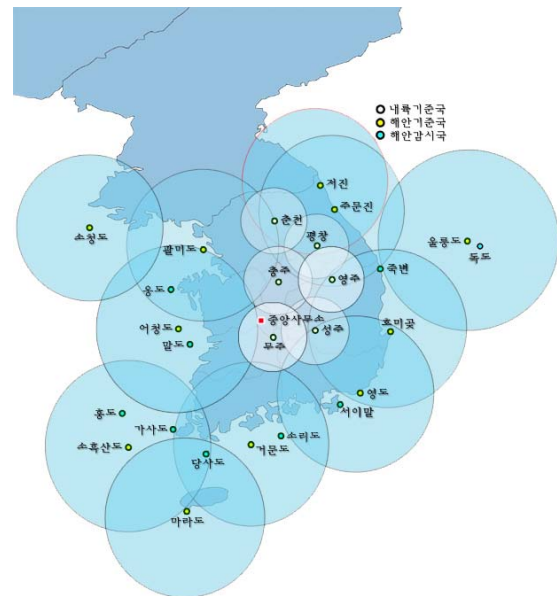 내륙기준국
해안기준국
해안감시국
저진
주문진
춘천
평창
소청도
팔미도
울릉도
독도
충주
영주
죽변
웅도
어청도
말도
중앙사무소
무주
성주
호미곶
영도
서이말
홍도
가사도
소흑산도
소리도
거문도
당사도
마라도